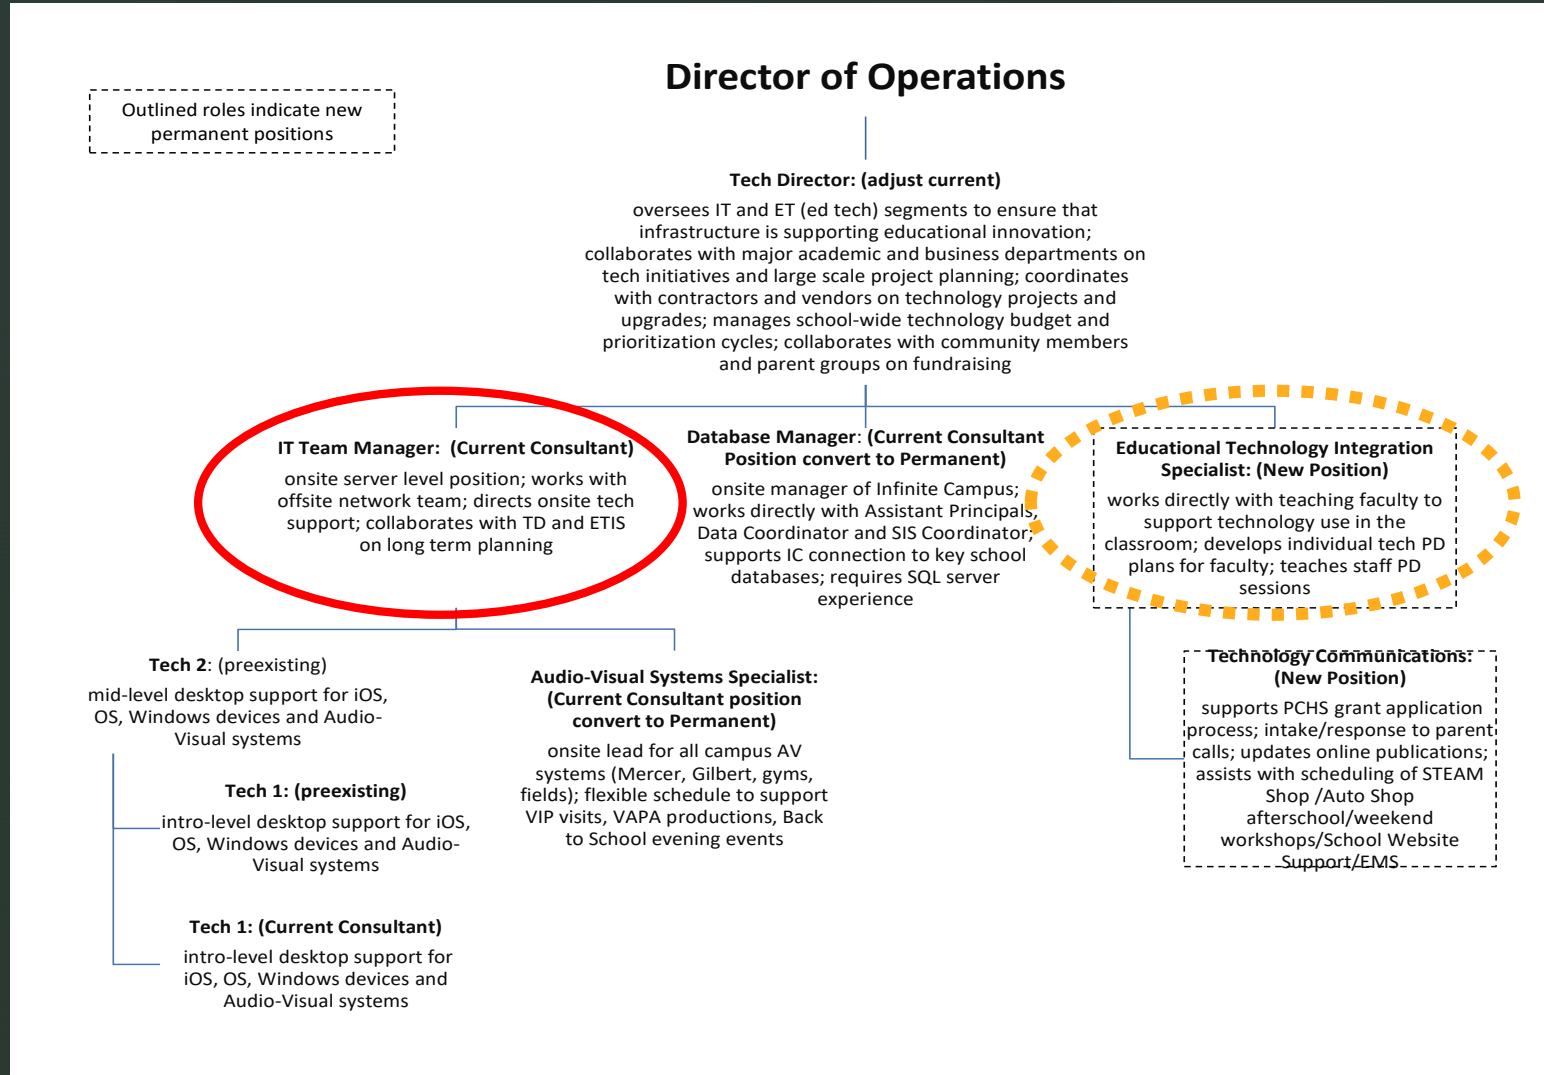 Director of Operations
Outlined roles indicate new
permanent positions
Tech Director: (adjust current)
oversees IT and ET (ed tech) segments to ensure that
infrastructure is supporting educational innovation;
collaborates with major academic and business departments on
tech initiatives and large scale project planning; coordinates
with contractors and vendors on technology projects and
upgrades; manages school-wide technology budget and
prioritization cycles; collaborates with community members
and parent groups on fundraising
IT Team Manager:  (Current Consultant)
onsite server level position; works with
offsite network team; directs onsite tech
support; collaborates with TD and ETIS
on long term planning
Database Manager: (Current Consultant
Position convert to Permanent)
onsite manager of Infinite Campus;
works directly with Assistant Principals,
Data Coordinator and SIS Coordinator;
supports IC connection to key school
databases; requires SQL server
experience
Educational Technology Integration
Specialist: (New Position)
works directly with teaching faculty to
support technology use in the
classroom; develops individual tech PD
plans for faculty; teaches staff PD
sessions
Tech 2: (preexisting)
mid-level desktop support for iOS,
OS, Windows devices and Audio-
Visual systems
Tech 1: (preexisting)
intro-level desktop support for iOS,
OS, Windows devices and Audio-
Visual systems
Tech 1: (Current Consultant)
intro-level desktop support for
iOS, OS, Windows devices and
Audio-Visual systems
Audio-Visual Systems Specialist:
(Current Consultant position
convert to Permanent)
onsite lead for all campus AV
systems (Mercer, Gilbert, gyms,
fields); flexible schedule to support
VIP visits, VAPA productions, Back
to School evening events
Technology Communications:
(New Position)
supports PCHS grant application
process; intake/response to parent
calls; updates online publications;
assists with scheduling of STEAM
Shop /Auto Shop
afterschool/weekend
workshops/School Website
Support/EMS